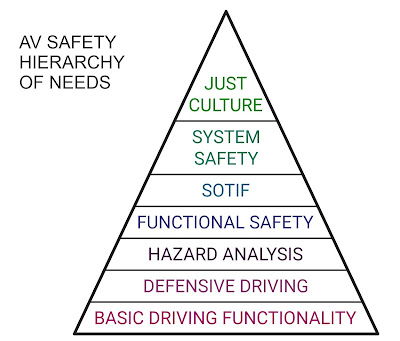 AV SAFETY
HIERARCHY
OF NEEDS
JUST
CULTURE
SYSTEM
SAFETY
SOTIF
FUNCTIONAL SAFETY
HAZARD ANALYSIS
DEFENSIVE DRIVING
BASIC DRIVING FUNCTIONALITY